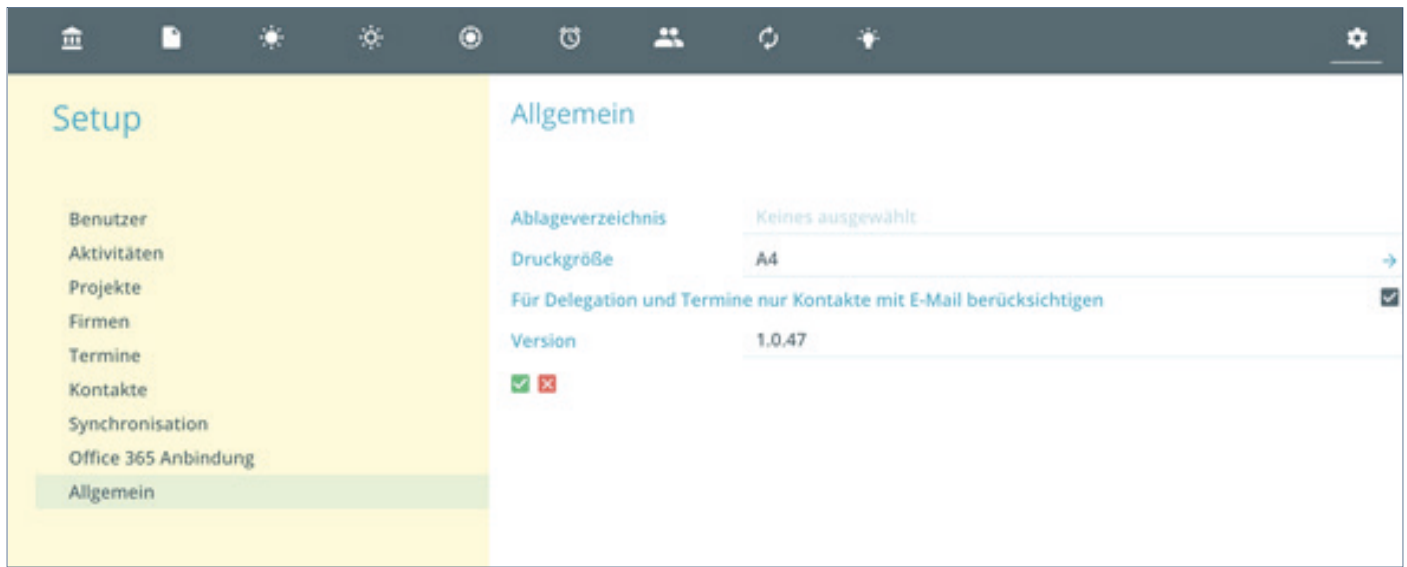 Setup
Benutzer
Aktivitäten
Projekte
Firmen
Termine
Kontakte
Synchronisation
Office 365 Anbindung
Allgemein
Allgemein
Ablageverzeichnis Keines ausgewählt
Druckgröße A4
Für Delegation und Termine nur Kontakte mit E-Mail berücksichtigen
Version 1.0.47